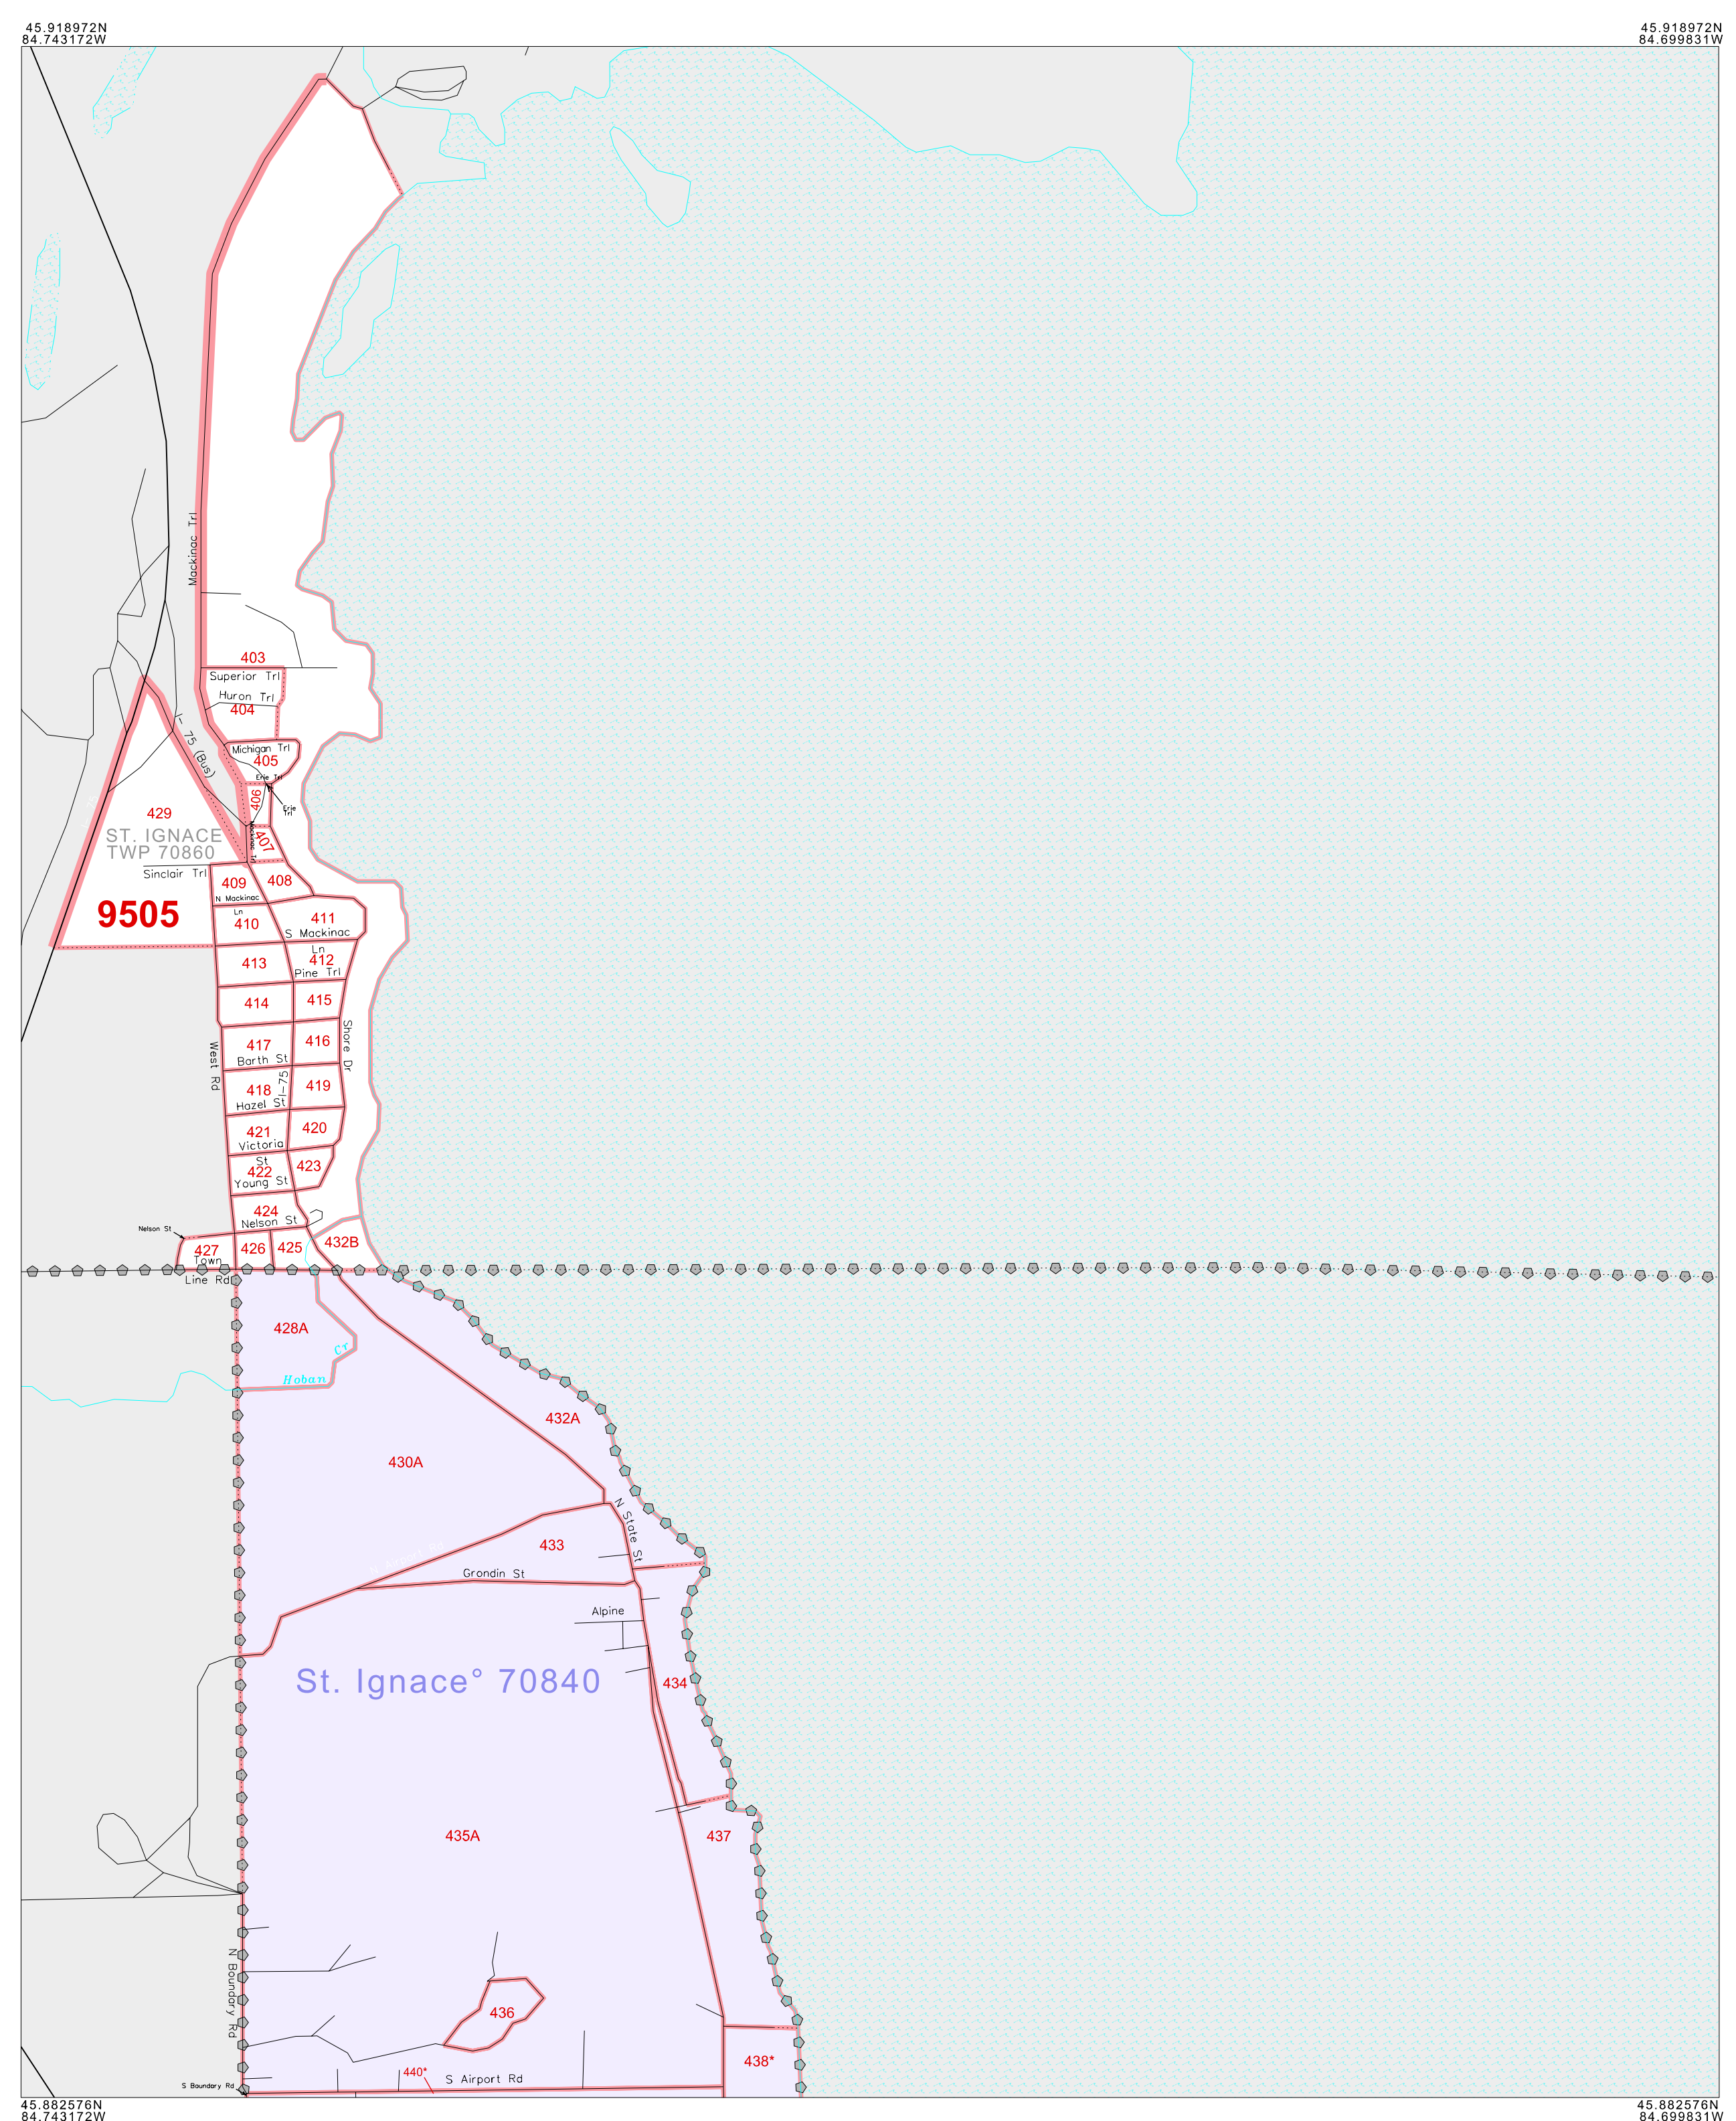 45.918972N
84.743172W
45.918972N
84.699831W
Mackinac Trl
403
Superior Trl
Huron Trl
404
I- 75 (Bus)
Michigan Trl
405
Erie Trl
406
Erie
Trl
429
ST. IGNACE
TWP 70860
Mackinac Trl
407
Sinclair Trl
408
409
N Mackinac
Ln
9505
410
411
S Mackinac
Ln
412
413
Pine Trl
414
415
Shore Dr
West Rd
416
417
Barth St
I-75
418
419
Hazel St
420
421
Victoria
St
422
423
Young St
424
Nelson St
Nelson St
427
426
425
432B
Town
Line Rd
428A
Hoban Cr
432A
430A
N State St
433
Grondin St
Alpine
St. Ignace° 70840
434
435A
437
N Boundary Rd
436
438*
440*
S Airport Rd
S Boundary Rd
45.882576N
84.743172W
45.882576N
84.699831W